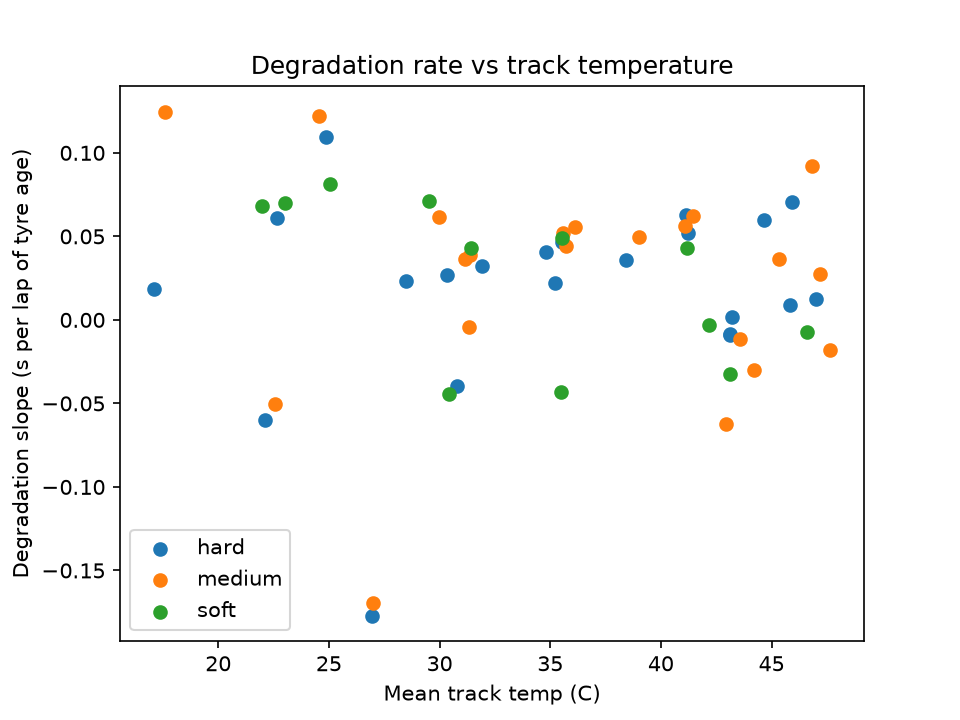 Degradation rate vs track temperature
Degradation slope (s per lap of tyre age)
0.10
0.05
0.00
−0.05
−0.10
−0.15
hard
medium
soft
20 25 30 35 40 45
Mean track temp (C)